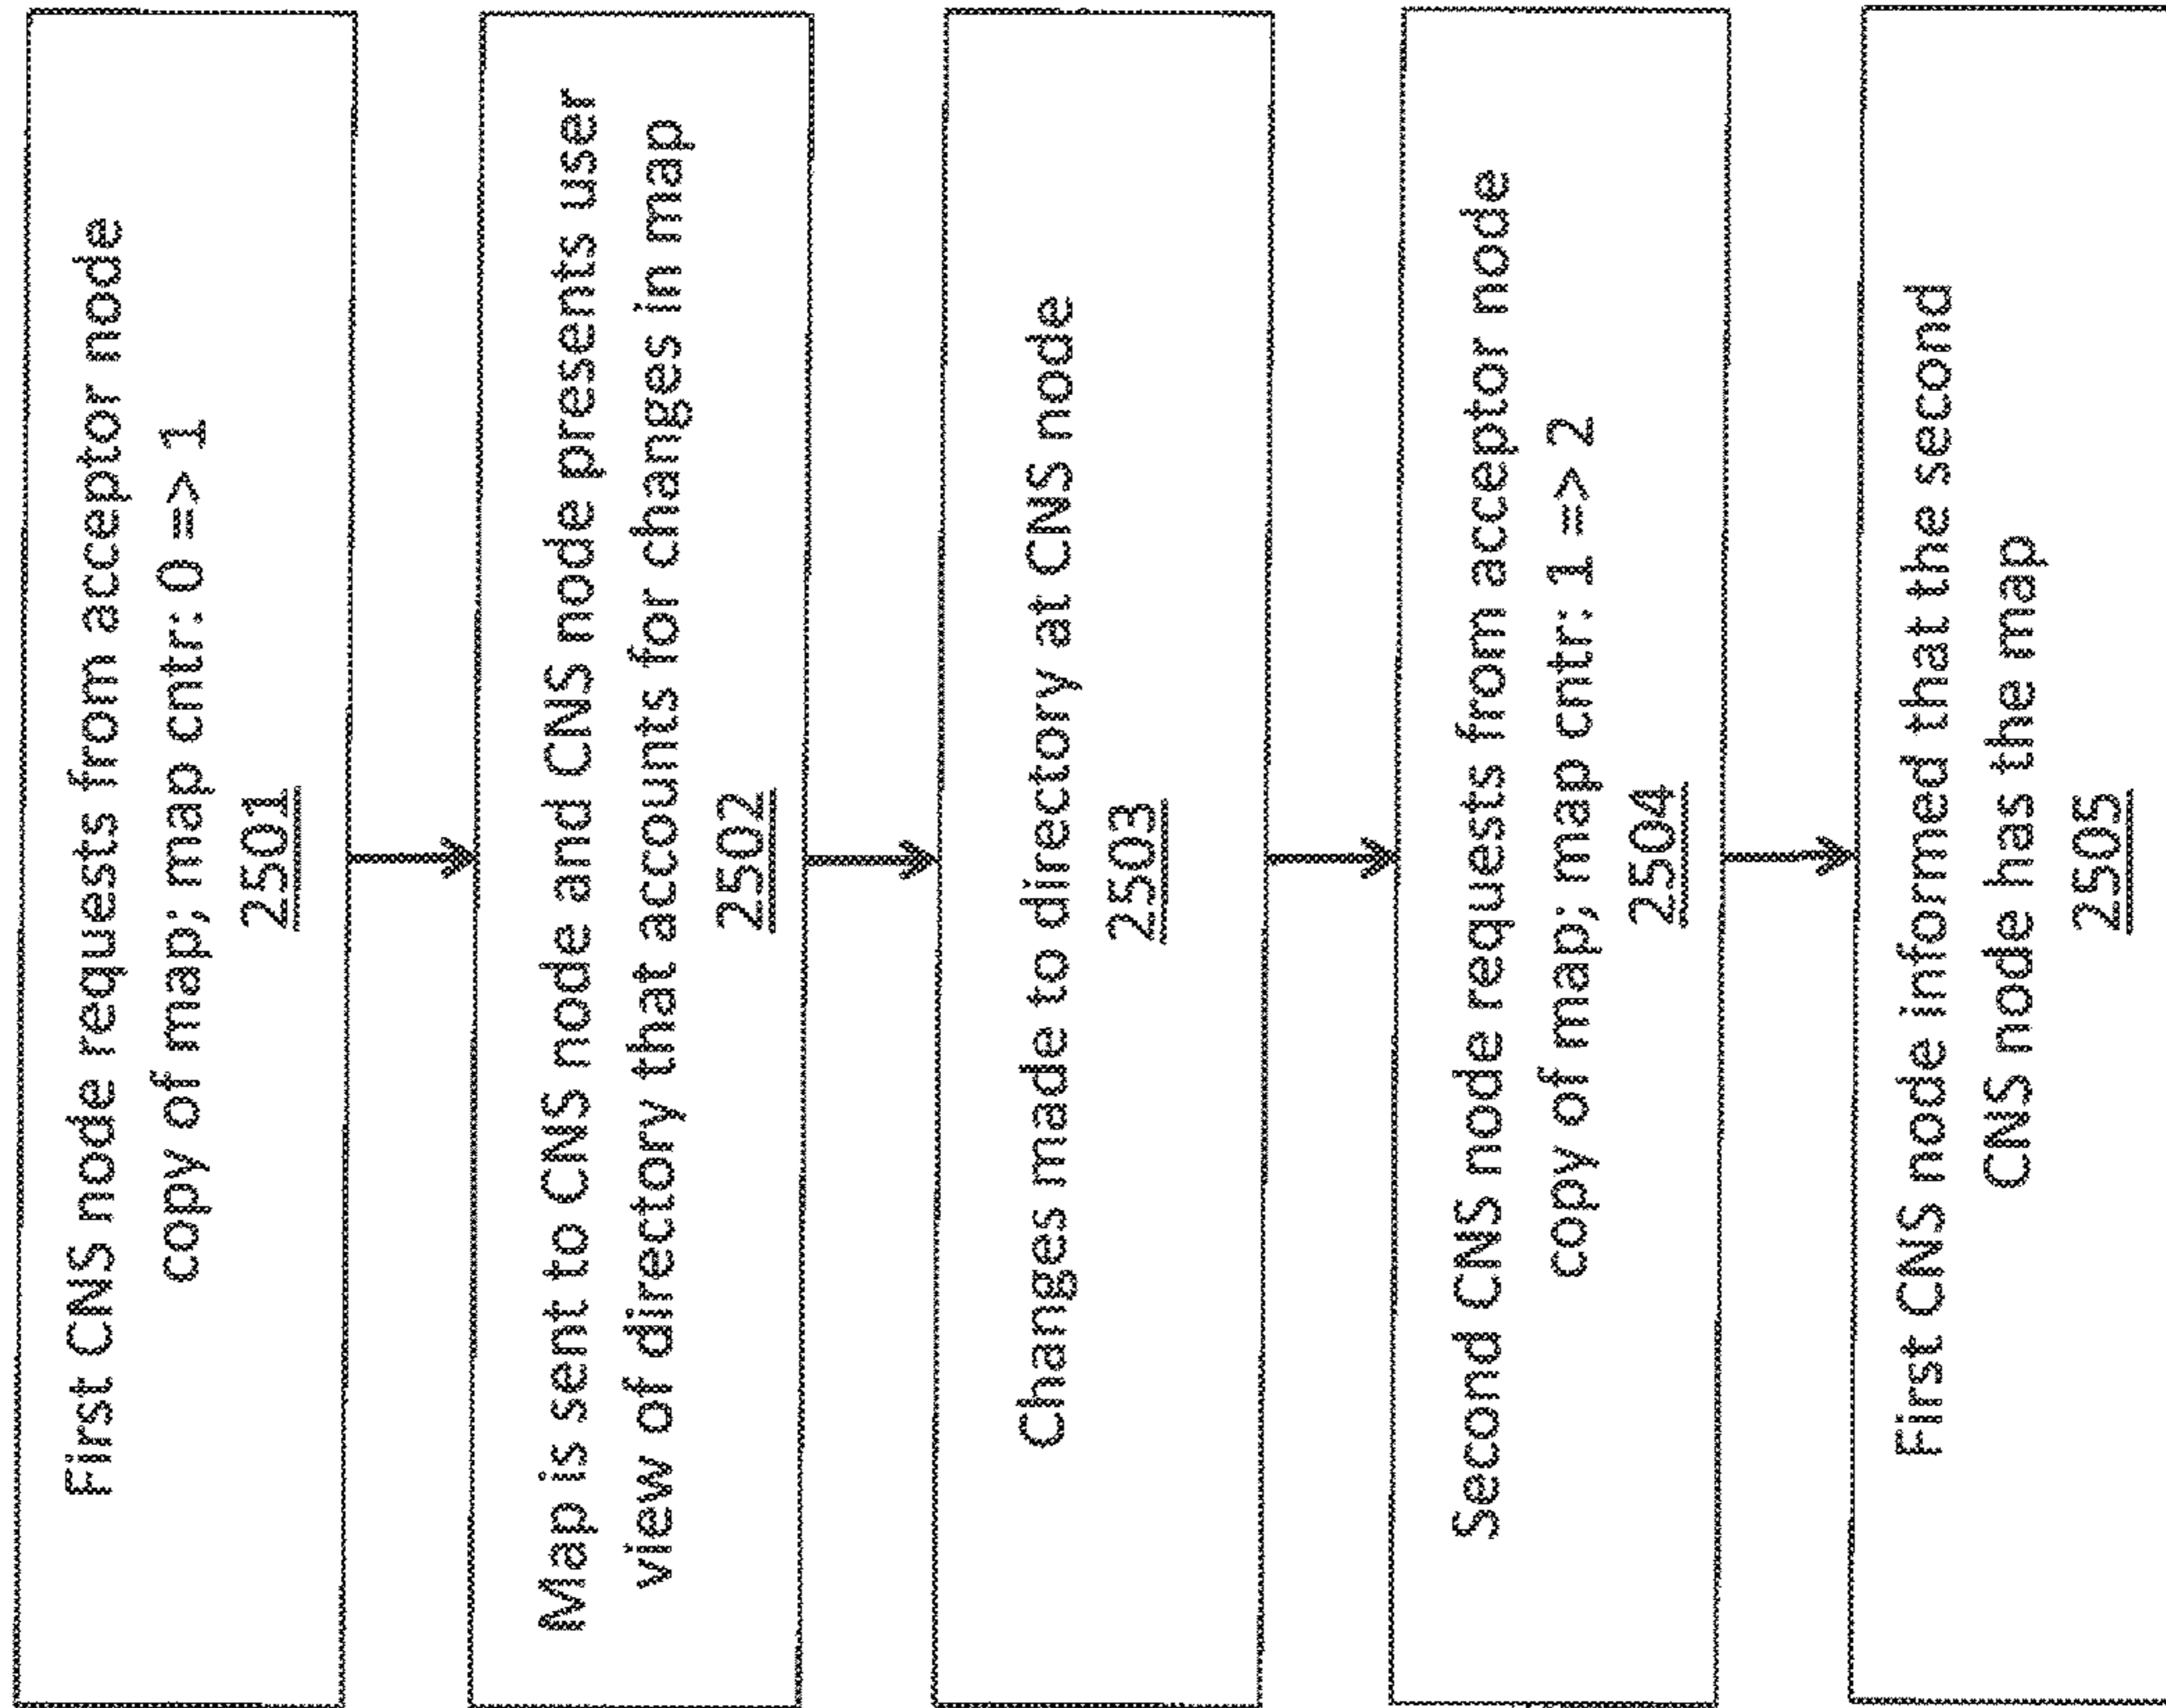 First CNS node requests from acceptor node
copy of map; map cntr: 0 => 1
2501
Map is sent to CNS node and CNS node presents user
view of directory that accounts for changes in map
2502
Changes made to directory at CNS node
2503
Second CNS node requests from acceptor node
copy of map; map cntr: 1 => 2
2504
First CNS node informed that the second
CNS node has the map
2505